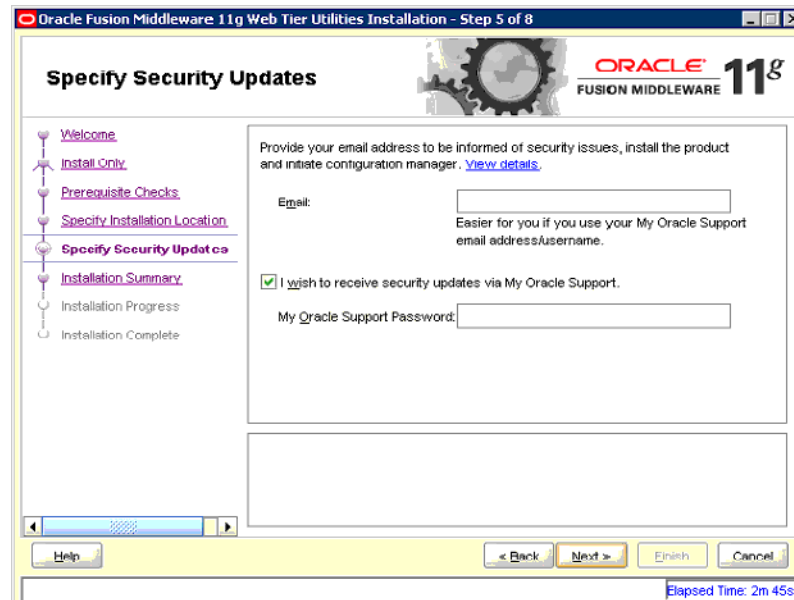 Oracle Fusion Middleware 11g Web Tier Utilities Installation - Step 5 of 8
Specify Security Updates
ORACLE
FUSION MIDDLEWARE 11g
Welcome
Install Only
Prerequisite Checks
Specify Installation Location
Specify Security Updates
Installation Summary
Installation Progress
Installation Complete
Provide your email address to be informed of security issues, install the product
and initiate configuration manager. View details.
Email:
Easier for you if you use your My Oracle Support
email address/username.
I wish to receive security updates via My Oracle Support.
My Oracle Support Password:
Help
< Back
Next >
Finish
Cancel
Elapsed Time: 2m 45s